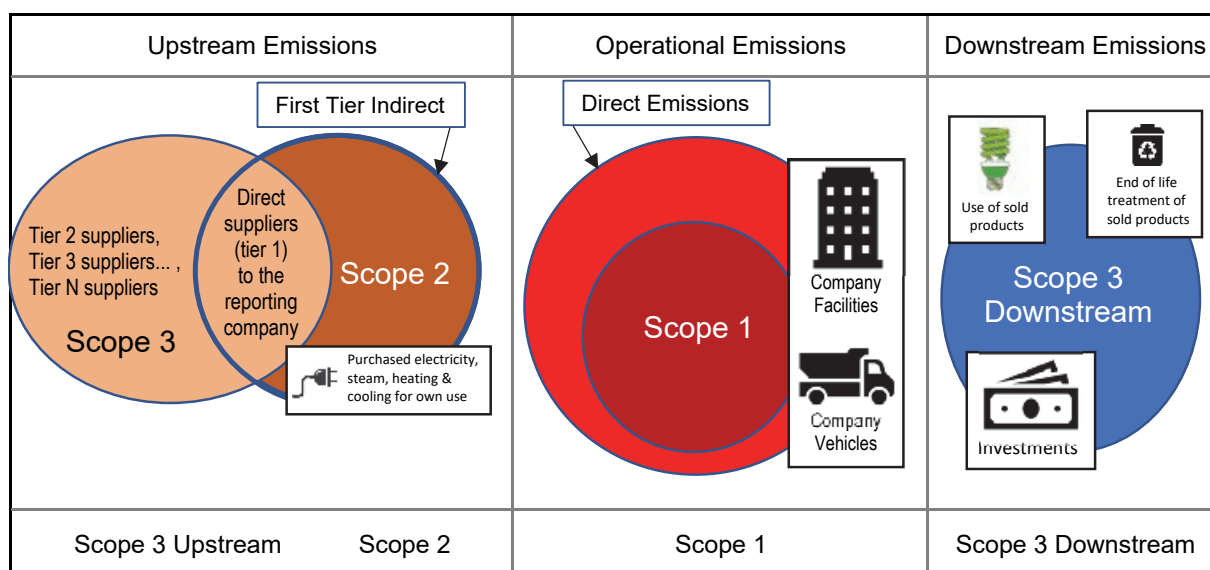 Upstream Emissions
Operational Emissions
Downstream Emissions
First Tier Indirect
Direct Emissions
Tier 2 suppliers,
Tier 3 suppliers... ,
Tier N suppliers
Scope 3
Direct
suppliers
(tier 1)
to the
reporting
company
Scope 2
Purchased electricity,
steam, heating &
cooling for own use
Scope 1
Company
Facilities
Company
Vehicles
Use of sold
products
End of life
treatment of
sold products
Scope 3
Downstream
Investments
Scope 3 Upstream
Scope 2
Scope 1
Scope 3 Downstream